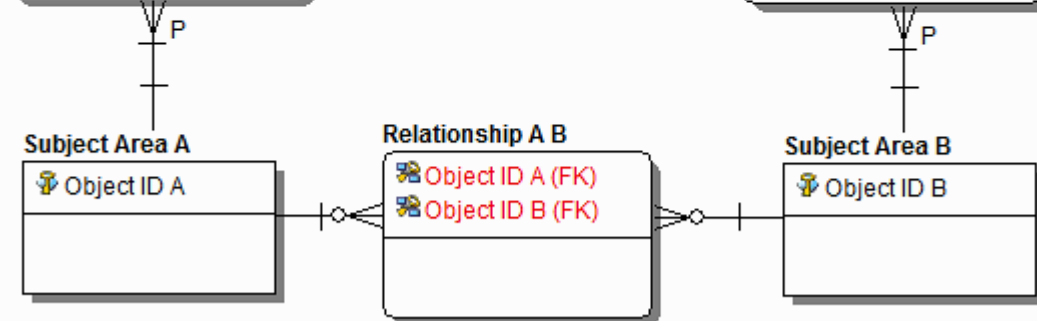 P
P
Subject Area A
Object ID A
Relationship A B
Object ID A (FK)
Object ID B (FK)
Subject Area B
Object ID B